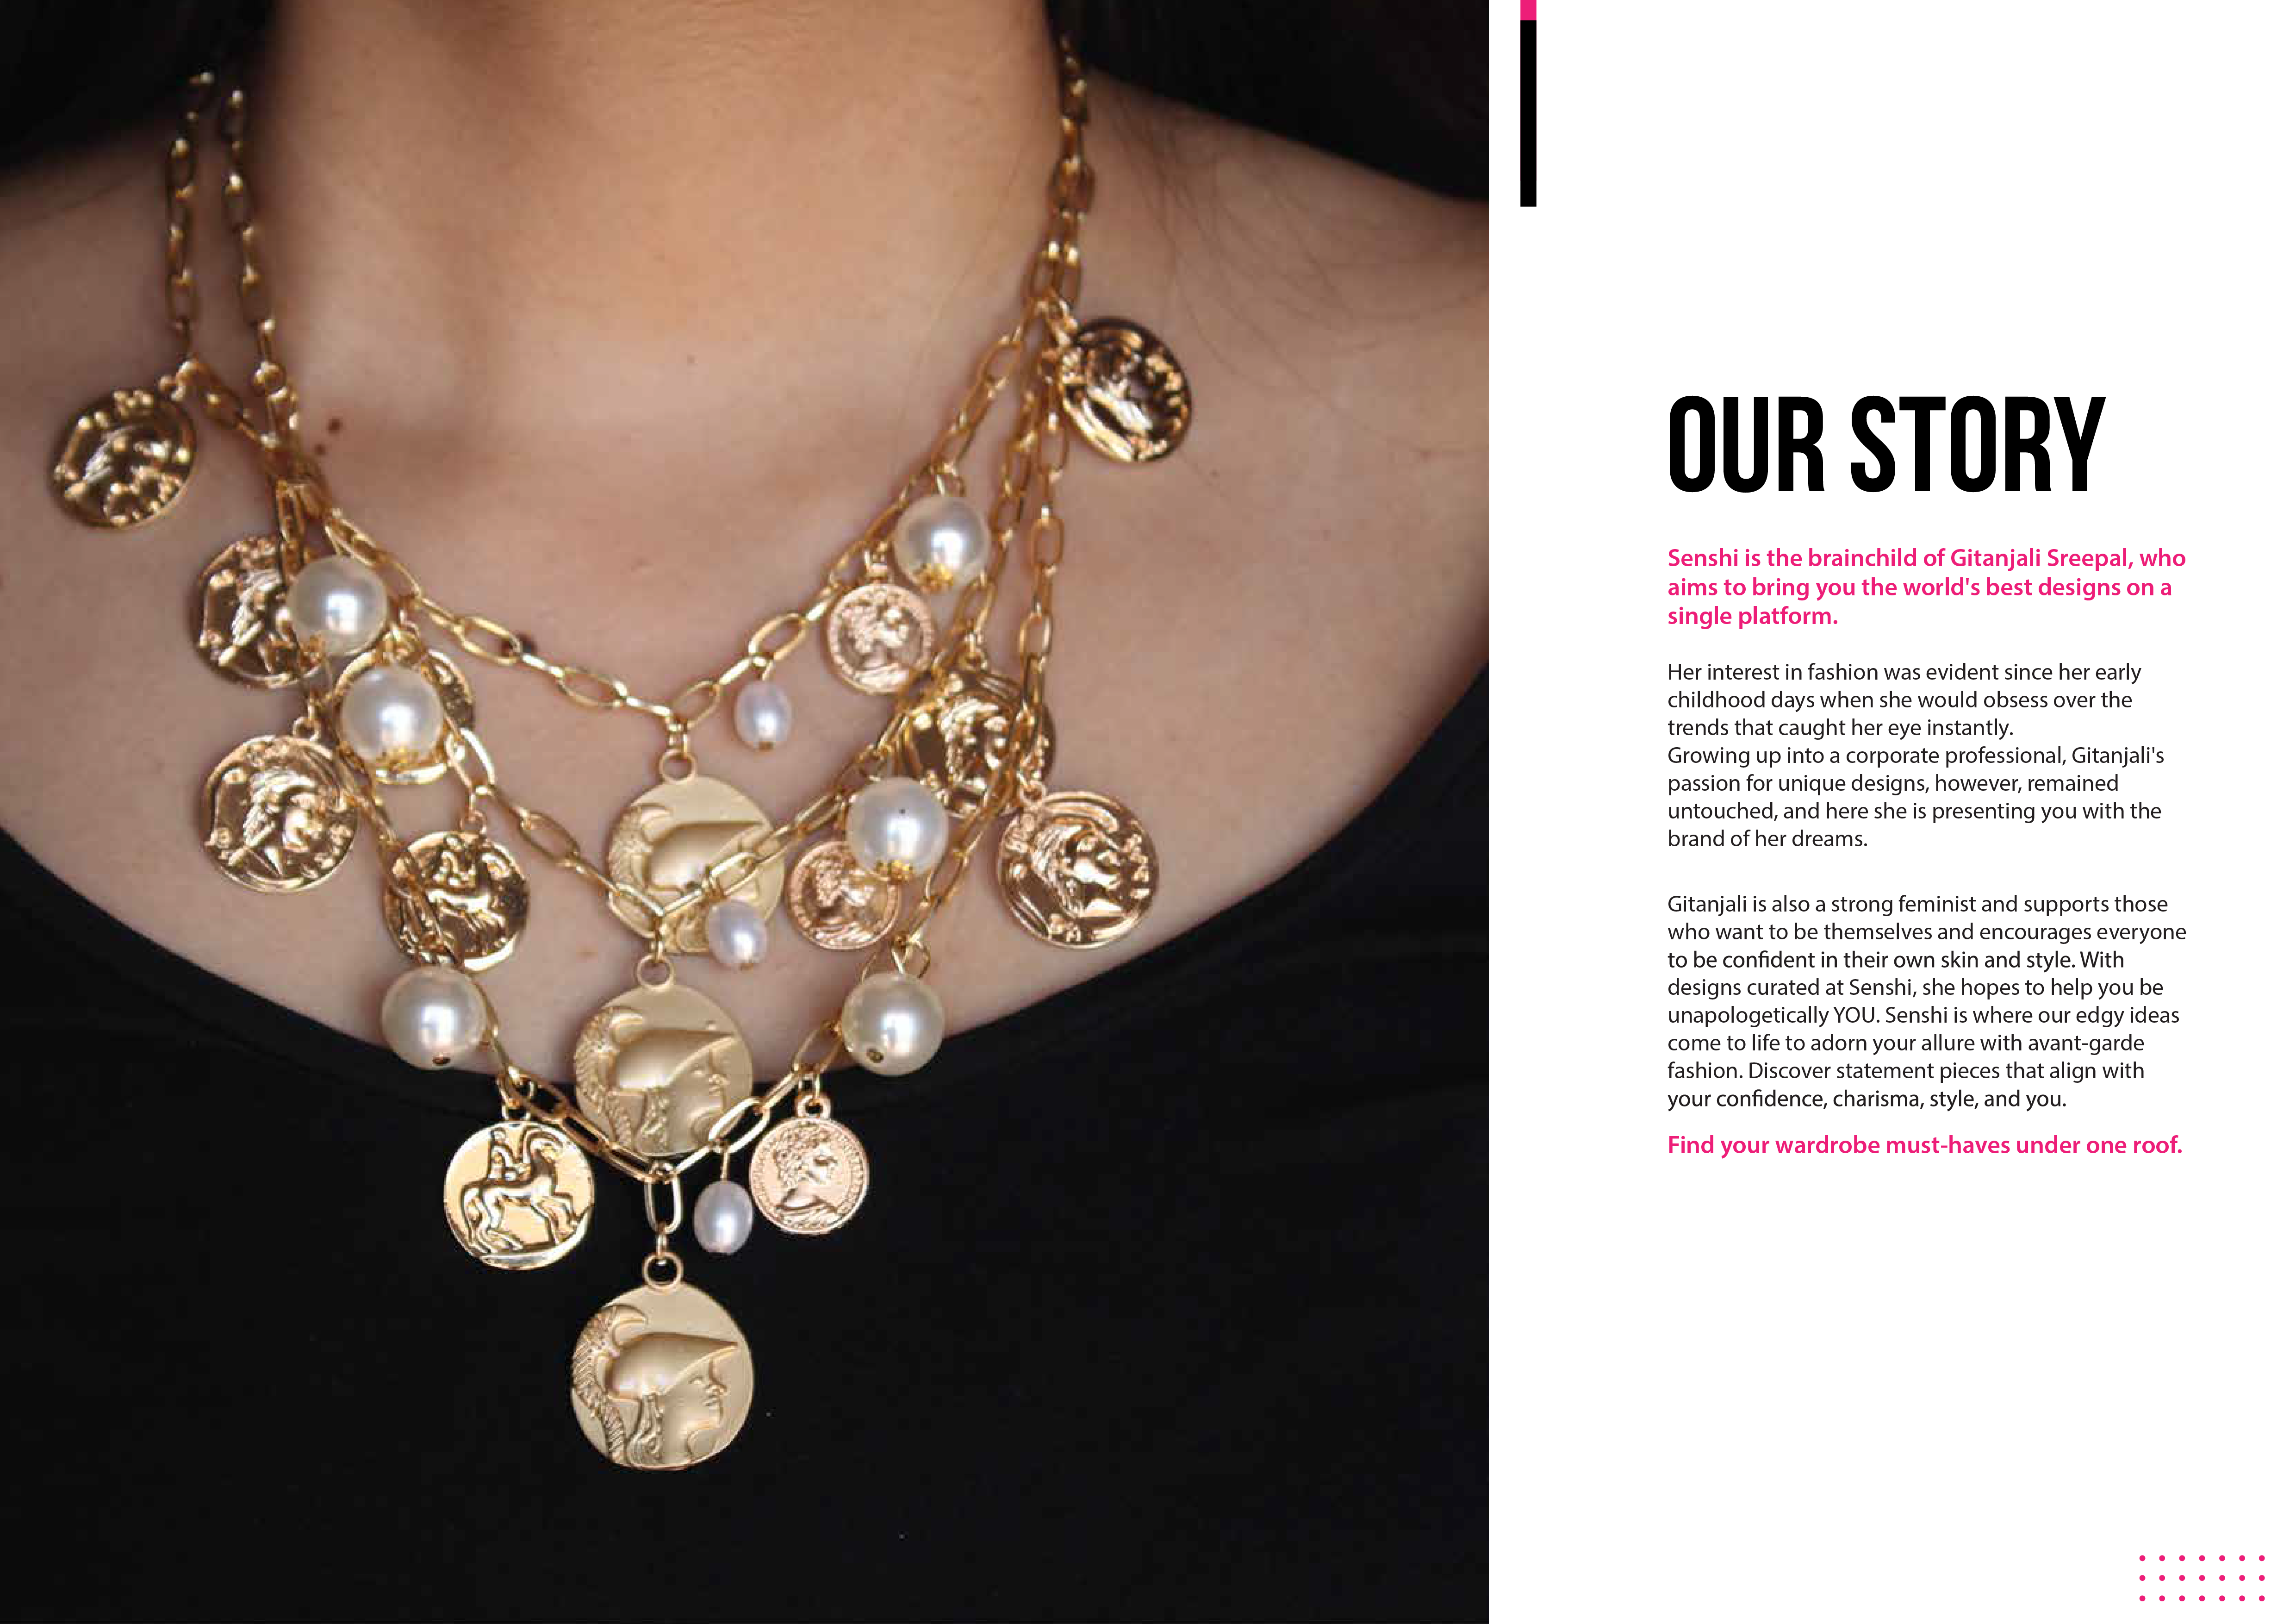 OUR STORY
Senshi is the brainchild of Gitanjali Sreepal, who
aims to bring you the world's best designs on a
single platform.
Her interest in fashion was evident since her early
childhood days when she would obsess over the
trends that caught her eye instantly.
Growing up into a corporate professional, Gitanjali's
passion for unique designs, however, remained
untouched, and here she is presenting you with the
brand of her dreams.
Gitanjali is also a strong feminist and supports those
who want to be themselves and encourages everyone
to be confident in their own skin and style. With
designs curated at Senshi, she hopes to help you be
unapologetically YOU. Senshi is where our edgy ideas
come to life to adorn your allure with avant-garde
fashion. Discover statement pieces that align with
your confidence, charisma, style, and you.
Find your wardrobe must-haves under one roof.